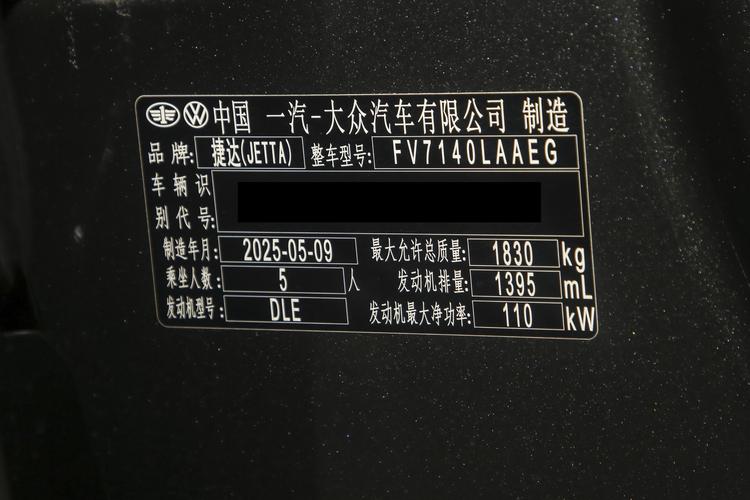 中国 一汽-大众汽车有限公司 制造
品牌: 捷达(JETTA) 整车型号: FV7140LAAEG
车辆识
别代号:
制造年月: 2025-05-09 最大允许总质量: 1830 kg
乘坐人数: 5 人 发动机排量: 1395 mL
发动机型号: DLE 发动机最大净功率: 110 kW